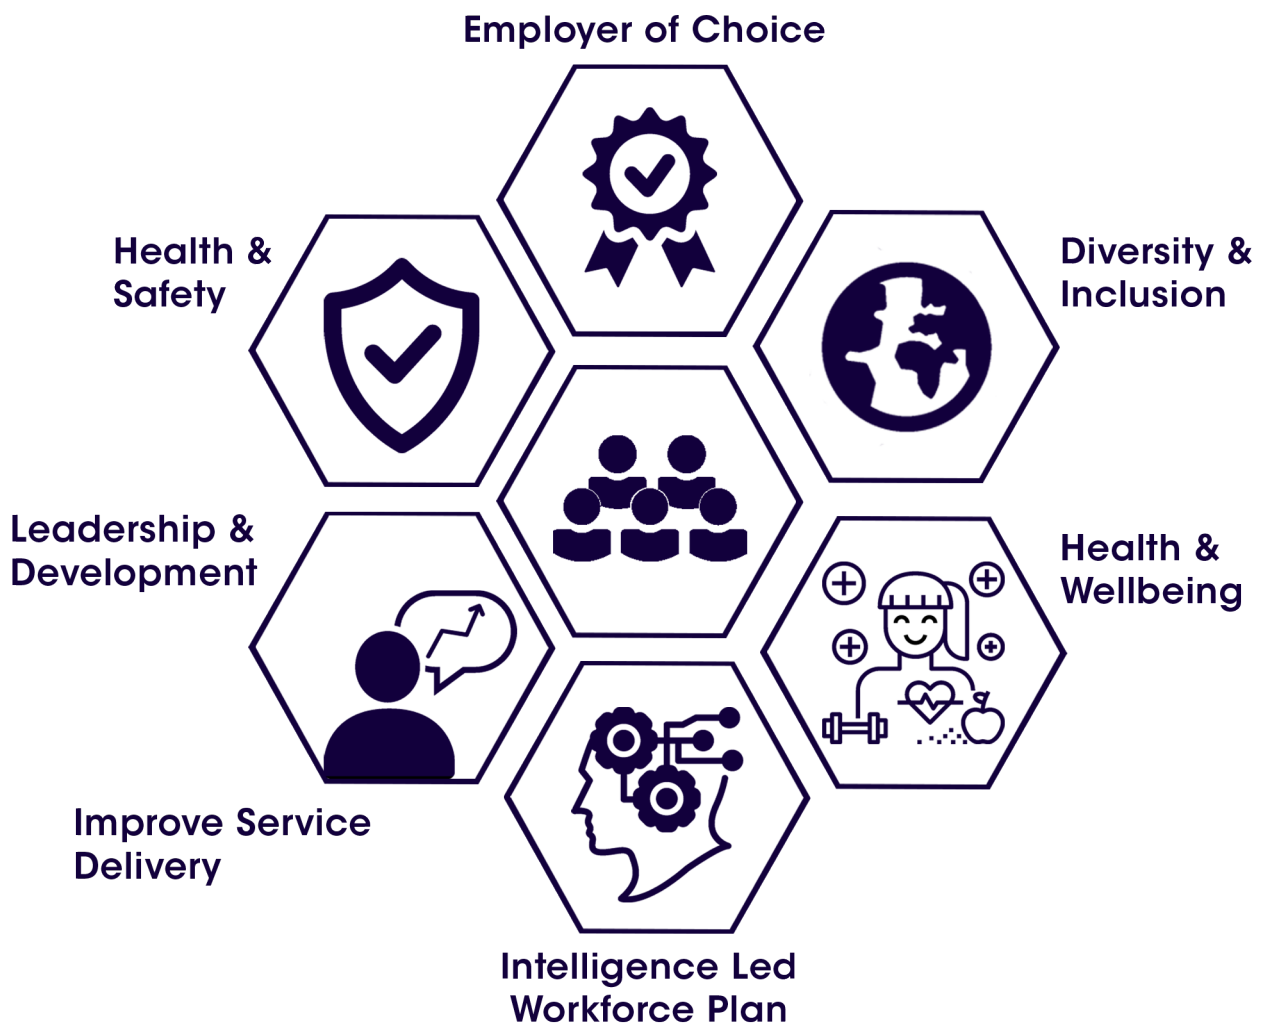 Employer of Choice
Health &
Safety
Diversity &
Inclusion
Leadership &
Development
Health &
Wellbeing
Improve Service
Delivery
Intelligence Led
Workforce Plan